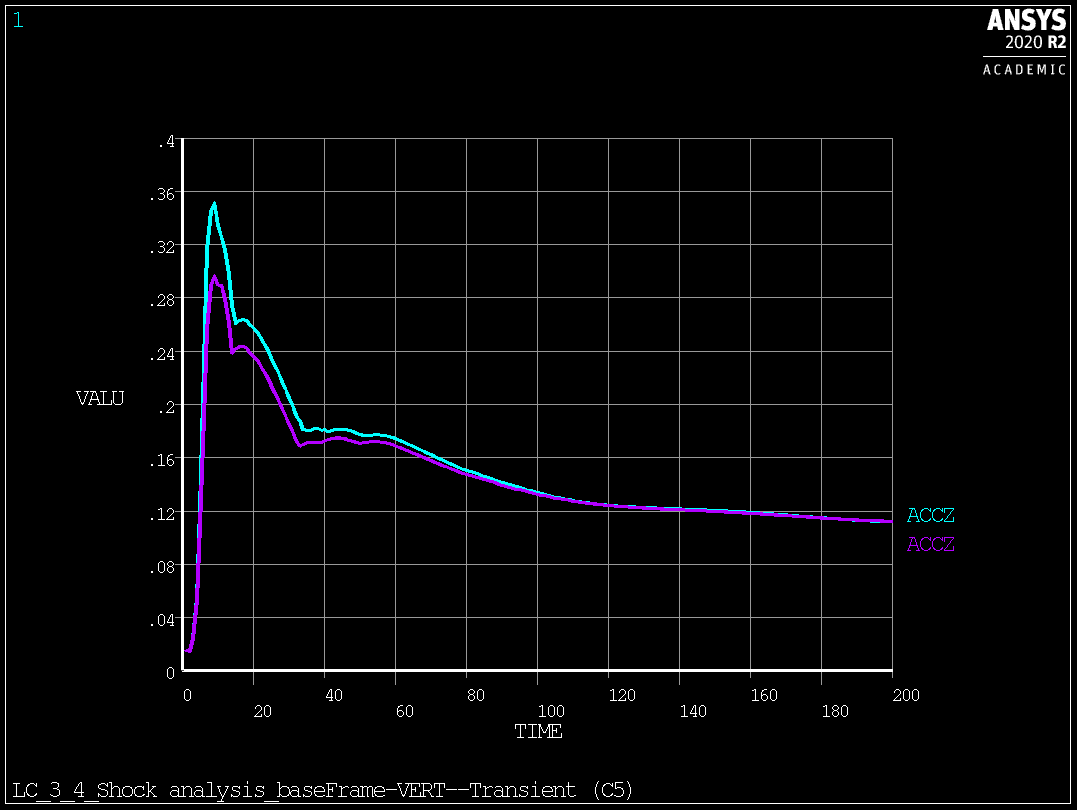 1
ANSYS
2020 R2
ACADEMIC
.4
.36
.32
.28
.24
.2
.16
.12
.08
.04
0
VALU
ACCZ
ACCZ
0 20 40 60 80 100 120 140 160 180 200
TIME
LC_3_4_Shock analysis_baseFrame-VERT--Transient (C5)